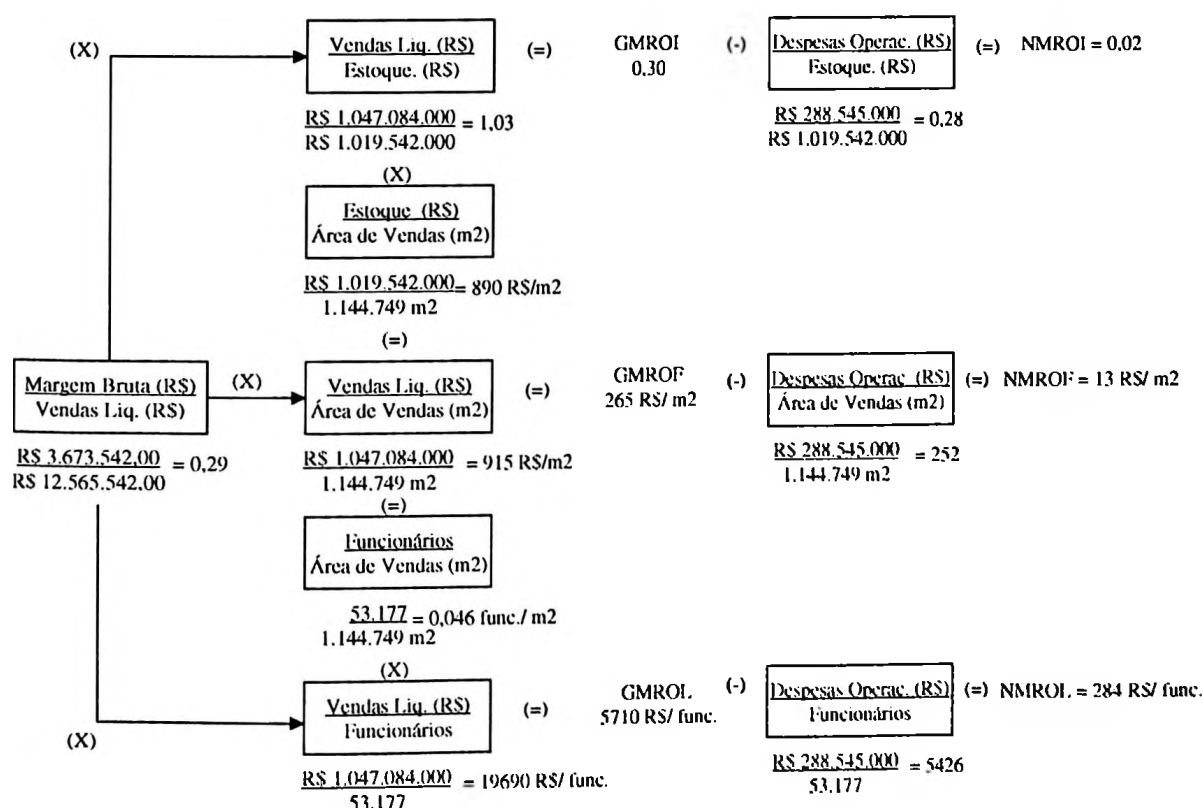 (X)
Vendas Liq. (R$)
Estoque. (R$)
(=)
GMROI
0.30
(-)
Despesas Operac. (R$)
Estoque. (R$)
(=)
NMROI = 0.02
R$ 1.047.084.000
R$ 1.019.542.000
= 1,03
R$ 288.545.000
R$ 1.019.542.000
= 0,28
(X)
Estoque (R$)
Área de Vendas (m2)
R$ 1.019.542.000
1.144.749 m2
= 890 R$/m2
(=)
Margem Bruta (R$)
Vendas Liq. (R$)
(X)
Vendas Liq. (R$)
Área de Vendas (m2)
(=)
GMROF
265 R$/ m2
(-)
Despesas Operac (R$)
Área de Vendas (m2)
(=)
NMROF = 13 R$/ m2
R$ 3.673.542,00
R$ 12.565.542,00
= 0,29
R$ 1.047.084.000
1.144.749 m2
= 915 R$/m2
R$ 288.545.000
1.144.749 m2
= 252
(=)
Funcionários
Área de Vendas (m2)
53.177
1.144.749 m2
= 0,046 func./ m2
(X)
(X)
Vendas Liq. (R$)
Funcionários
(=)
GMROL
5710 R$/ func.
(-)
Despesas Operac. (R$)
Funcionários
(=)
NMROL = 284 R$/ func.
R$ 1.047.084.000
53.177
= 19690 R$/ func.
R$ 288.545.000
53.177
= 5426